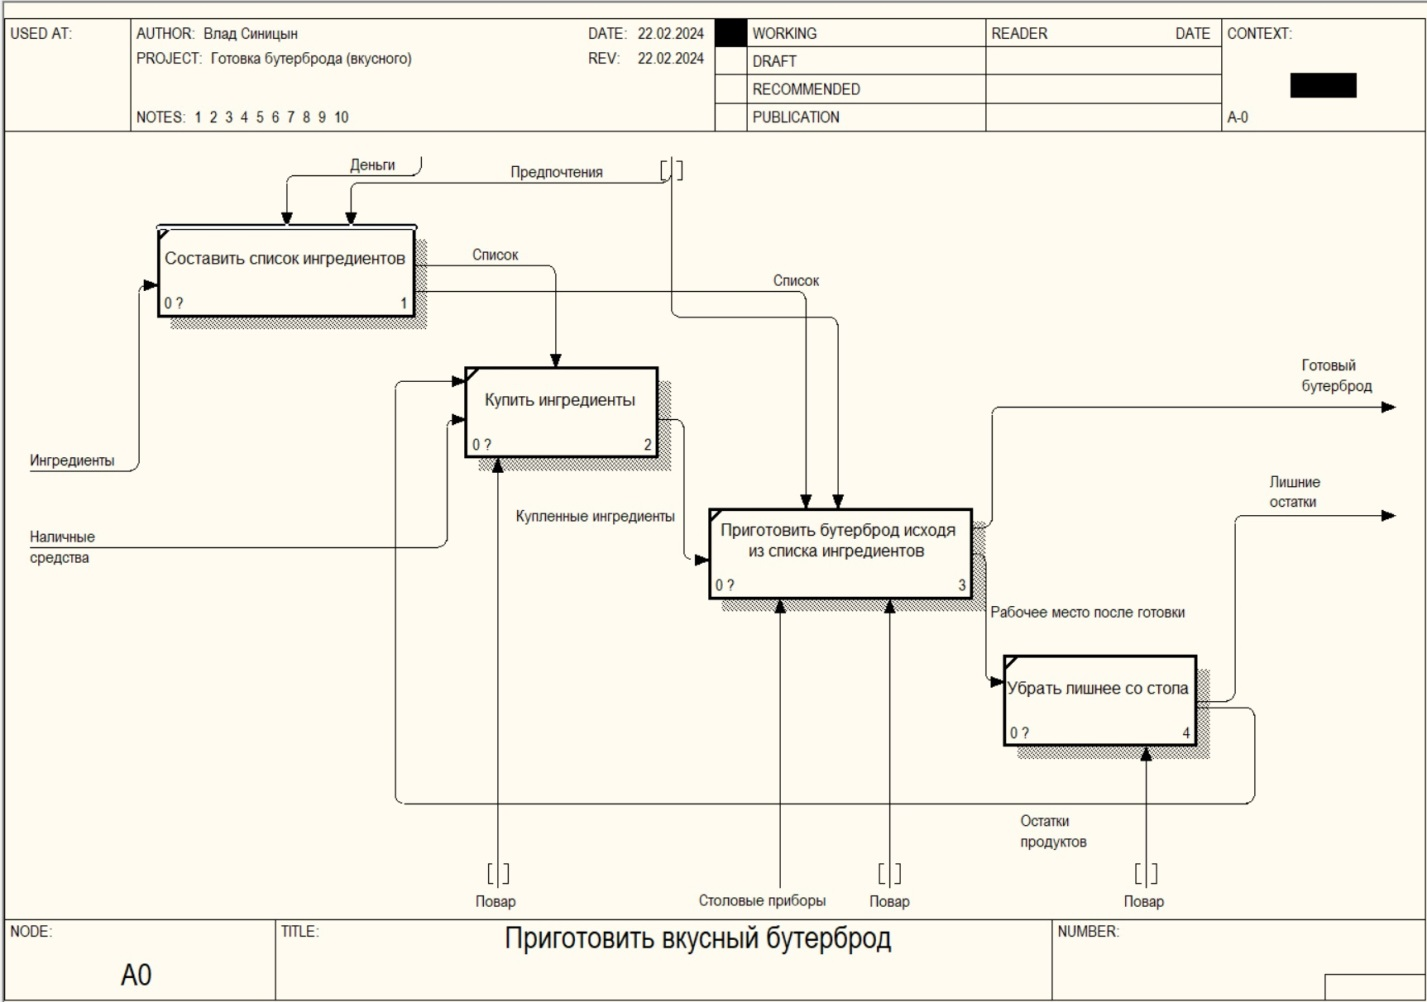 USED AT:
AUTHOR: Влад Синицын
DATE: 22.02.2024
PROJECT: Готовка бутерброда (вкусного)
REV: 22.02.2024
NOTES: 1 2 3 4 5 6 7 8 9 10
WORKING
DRAFT
RECOMMENDED
PUBLICATION
READER DATE
CONTEXT:
A-0
Деньги
Предпочтения
Составить список ингредиентов
0 ? 1
Список
Список
Готовый
бутерброд
Купить ингредиенты
0 ? 2
Ингредиенты
Лишние
остатки
Купленные ингредиенты
Наличные
средства
Приготовить бутерброд исходя
из списка ингредиентов
0 ? 3
Рабочее место после готовки
Убрать лишнее со стола
0 ? 4
Остатки
продуктов
Повар
Столовые приборы
Повар
Повар
NODE:
A0
TITLE:
Приготовить вкусный бутерброд
NUMBER: